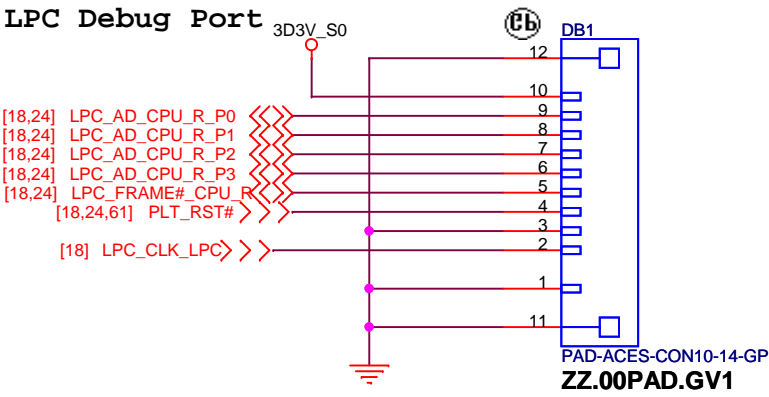 LPC Debug Port
3D3V_S0
Cb
DB1
12
10
[18,24] LPC_AD_CPU_R_P0 9
[18,24] LPC_AD_CPU_R_P1 8
[18,24] LPC_AD_CPU_R_P2 7
[18,24] LPC_AD_CPU_R_P3 6
[18,24] LPC_FRAME#_CPU_R 5
[18,24,61] PLT_RST# 4
3
[18] LPC_CLK_LPC 2
1
11
PAD-ACES-CON10-14-GP
ZZ.00PAD.GV1